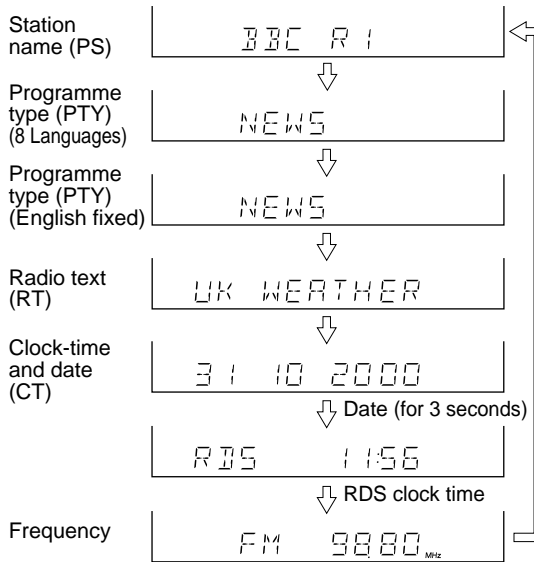 Station
name (PS)
BBC R 1
Programme
type (PTY)
(8 Languages)
NEWS
Programme
type (PTY)
(English fixed)
NEWS
Radio text
(RT)
UK WEATHER
Clock-time
and date
(CT)
31 10 2000
Date (for 3 seconds)
RDS 11:56
RDS clock time
Frequency
FM 98.80 MHz